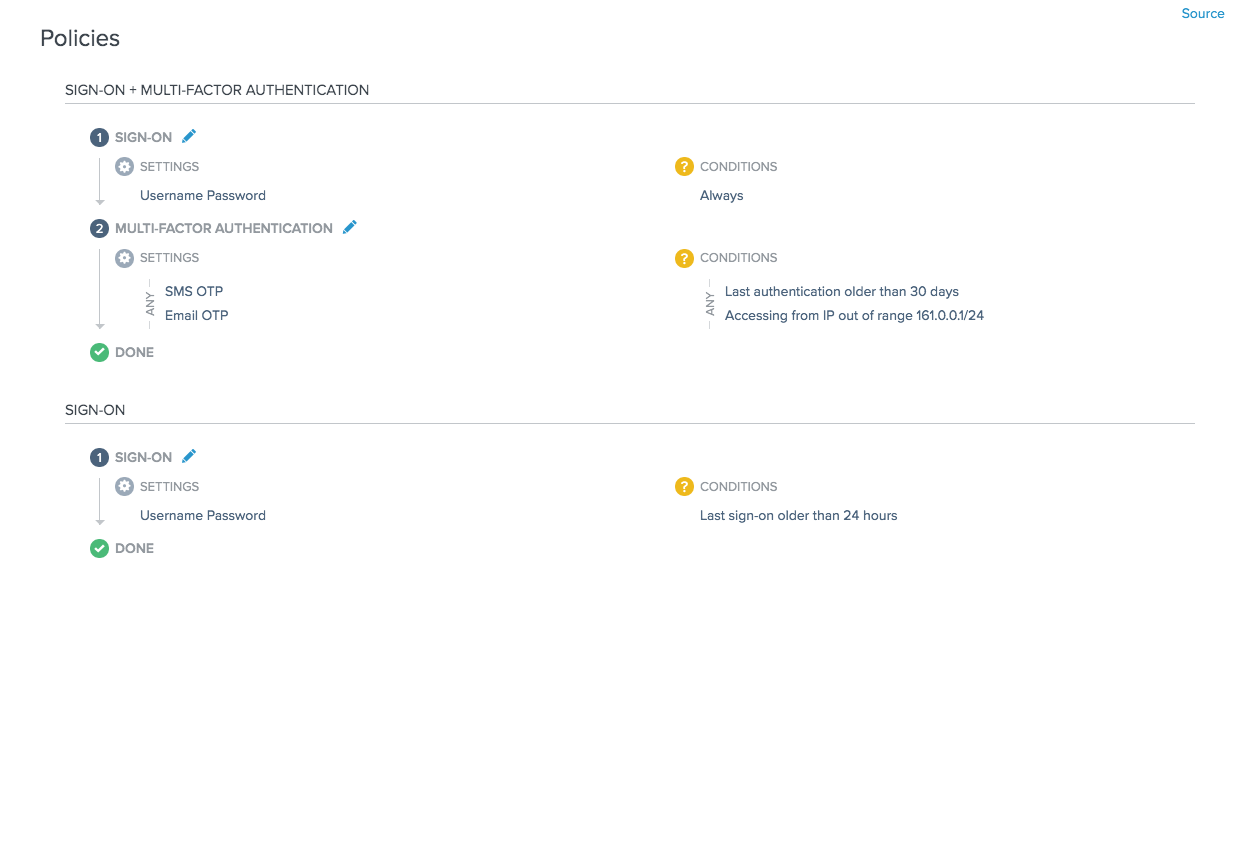 Source
Policies
SIGN-ON + MULTI-FACTOR AUTHENTICATION
1 SIGN-ON
SETTINGS
Username Password
? CONDITIONS
Always
2 MULTI-FACTOR AUTHENTICATION
SETTINGS
ANY
SMS OTP
Email OTP
? CONDITIONS
ANY
Last authentication older than 30 days
Accessing from IP out of range 161.0.0.1/24
DONE
SIGN-ON
1 SIGN-ON
SETTINGS
Username Password
? CONDITIONS
Last sign-on older than 24 hours
DONE